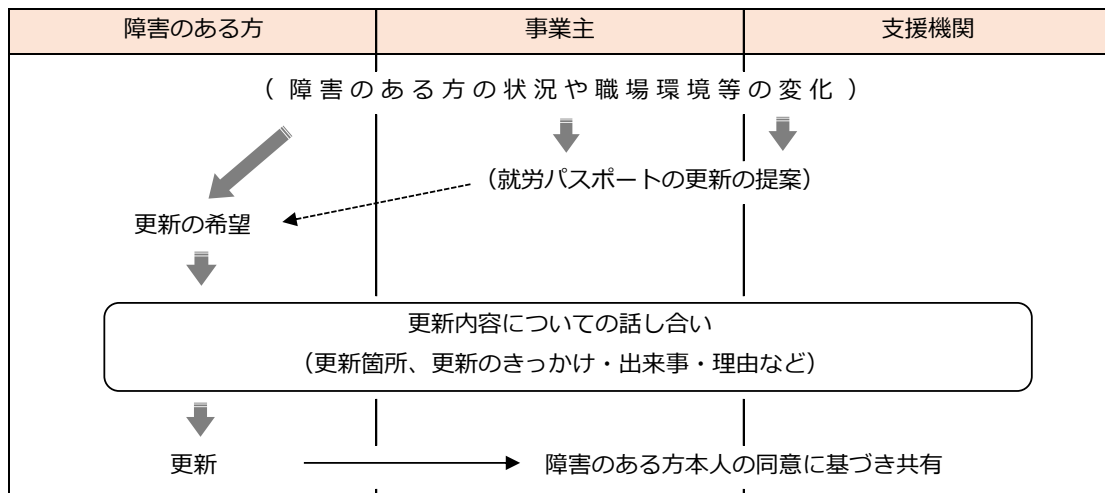 障害のある方
事業主
支援機関
（障害のある方の状況や職場環境等の変化）
（就労パスポートの更新の提案）
更新の希望
更新内容についての話し合い
（更新箇所、更新のきっかけ・出来事・理由など）
更新
障害のある方本人の同意に基づき共有